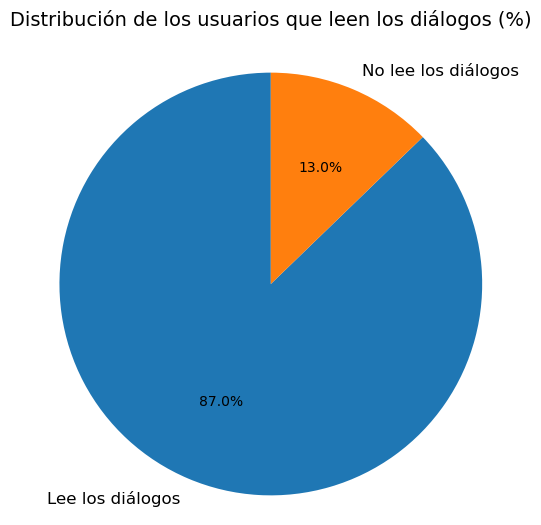 Distribución de los usuarios que leen los diálogos (%)
No lee los diálogos
13.0%
87.0%
Lee los diálogos